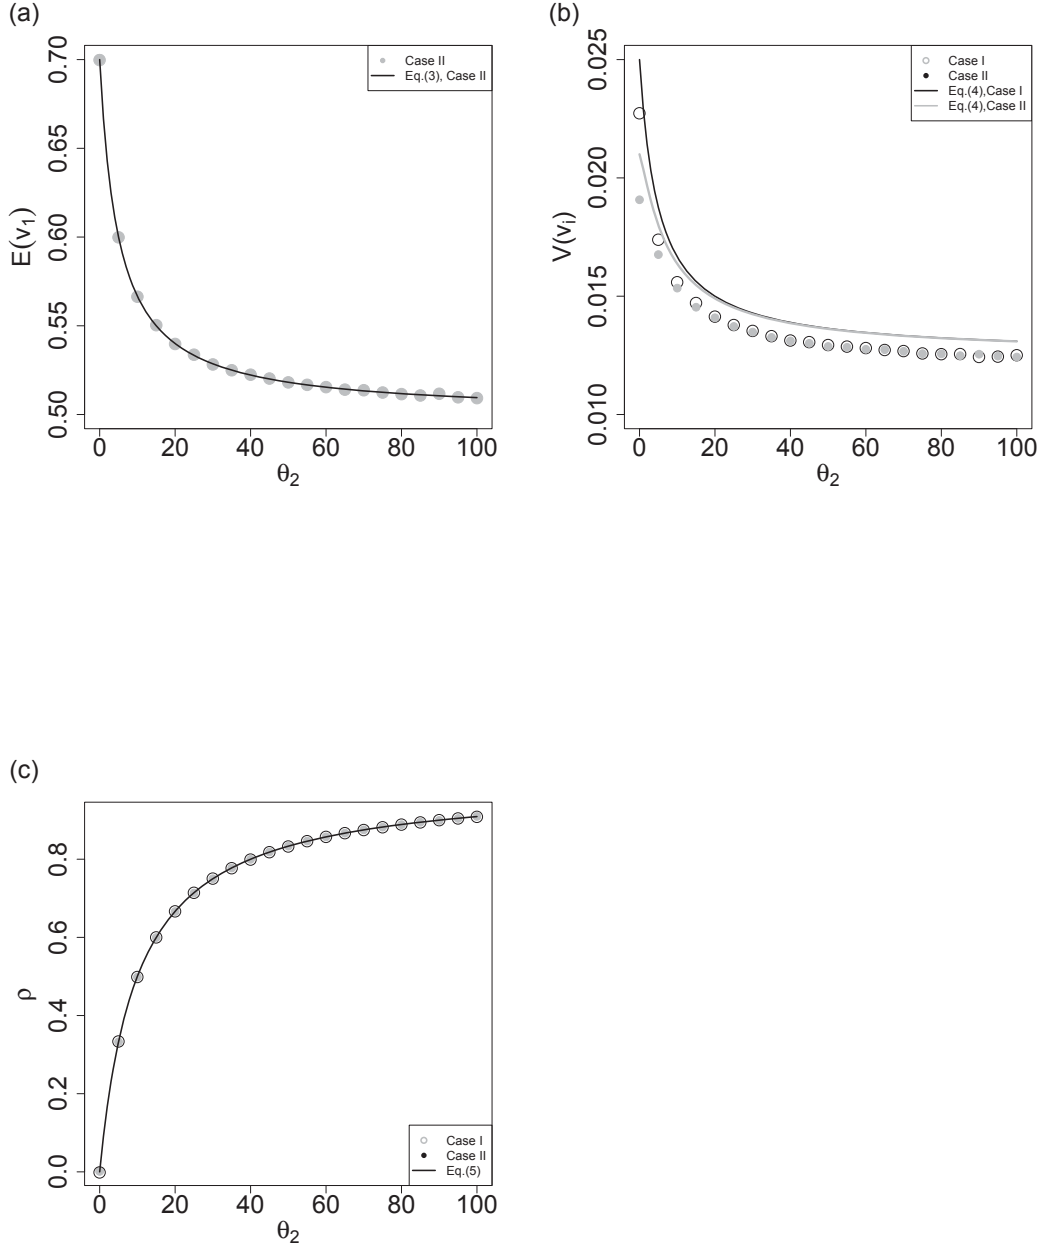 (a)
0.70
0.65
0.60
0.55
0.50
E(v₁)
0 20 40 60 80 100
θ₂
Case II
Eq.(3), Case II
(b)
0.025
0.020
0.015
0.010
V(vᵢ)
0 20 40 60 80 100
θ₂
Case I
Case II
Eq.(4),Case I
Eq.(4),Case II
(c)
0.8
0.6
0.4
0.2
0.0
ρ
0 20 40 60 80 100
θ₂
Case I
Case II
Eq.(5)